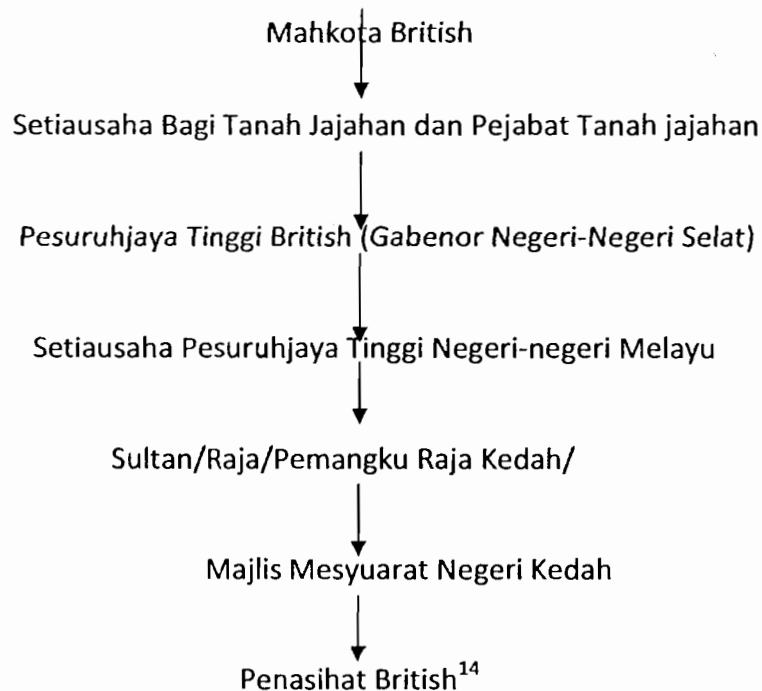 Mahkota British
Setiausaha Bagi Tanah Jajahan dan Pejabat Tanah jajahan
Pesuruhjaya Tinggi British (Gabenor Negeri-Negeri Selat)
Setiausaha Pesuruhjaya Tinggi Negeri-negeri Melayu
Sultan/Raja/Pemangku Raja Kedah/
Majlis Mesyuarat Negeri Kedah
Penasihat British¹⁴